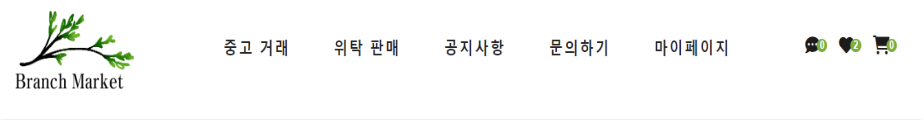 Branch Market
중고 거래
위탁 판매
공지사항
문의하기
마이페이지
0
2
0